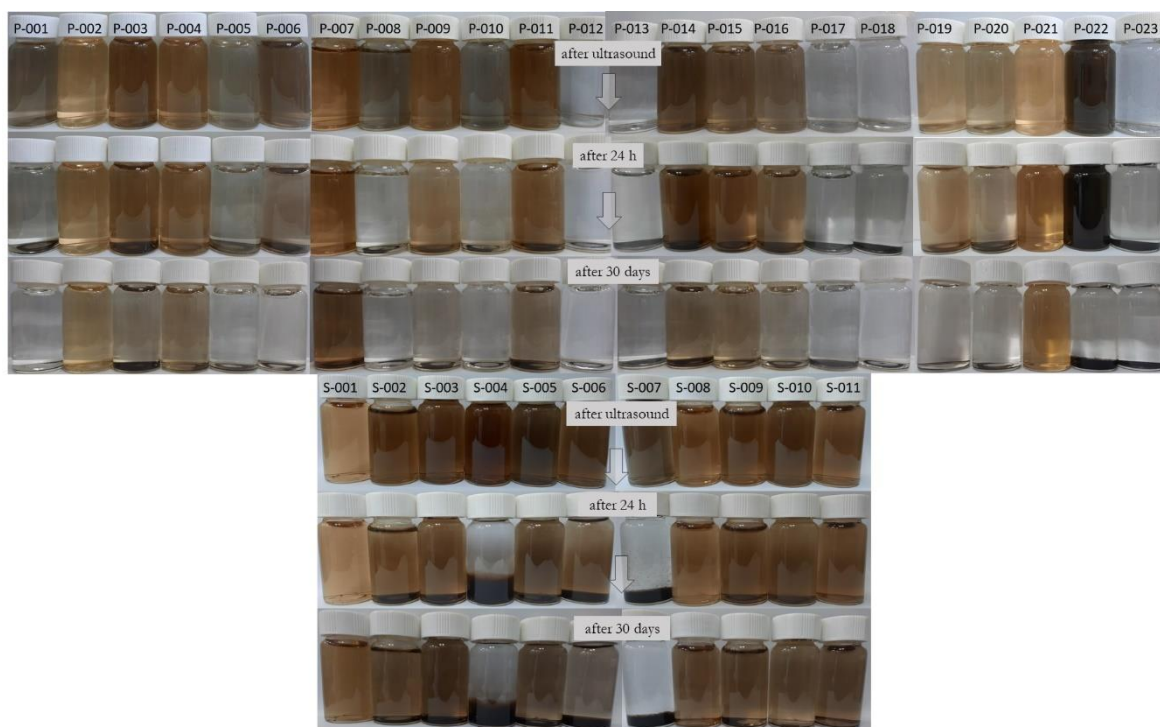 P-001 P-002 P-003 P-004 P-005 P-006 P-007 P-008 P-009 P-010 P-011 P-012 P-013 P-014 P-015 P-016 P-017 P-018 P-019 P-020 P-021 P-022 P-023
after ultrasound
after 24 h
after 30 days
S-001 S-002 S-003 S-004 S-005 S-006 S-007 S-008 S-009 S-010 S-011
after ultrasound
after 24 h
after 30 days